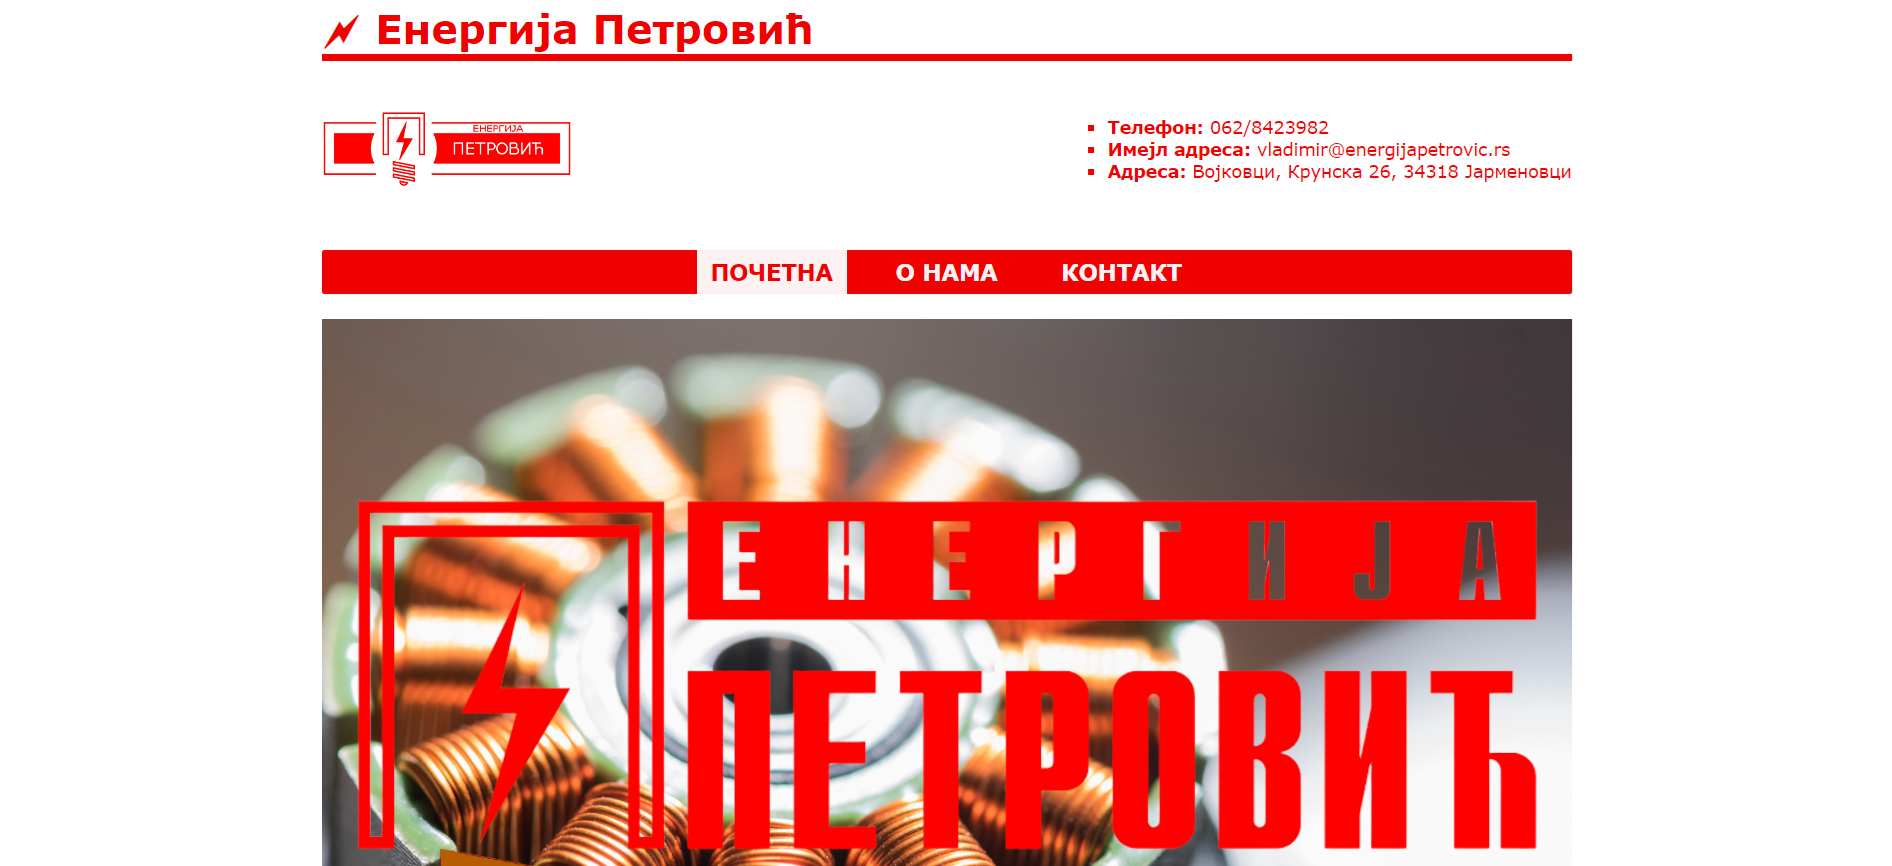 Енергија Петровић
ЕНЕРГИЈА
ПЕТРОВИЋ
Телефон: 062/8423982
Имејл адреса: vladimir@energijapetrovic.rs
Адреса: Војковци, Крунска 26, 34318 Јарменовци
ПОЧЕТНА О НАМА КОНТАКТ
ЕНЕРГИЈА
ПЕТРОВИЋ